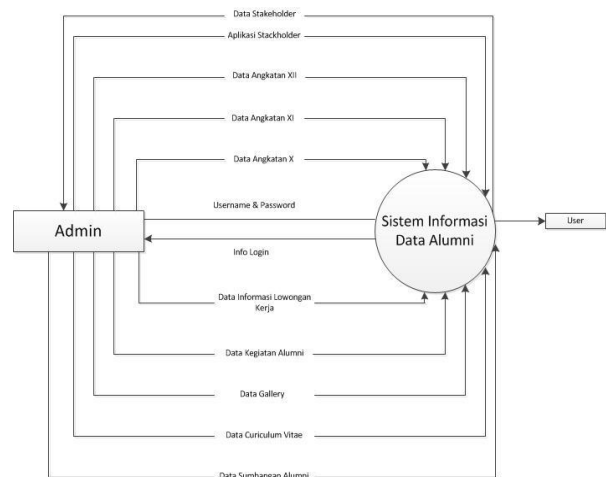 Data Stakeholder
Aplikasi Stackholder
Data Angkatan XII
Data Angkatan XI
Data Angkatan X
Username & Password
Admin
Sistem Informasi
Data Alumni
User
Info Login
Data Informasi Lowongan
Kerja
Data Kegiatan Alumni
Data Gallery
Data Curiculum Vitae
Data Sumbangan Alumni